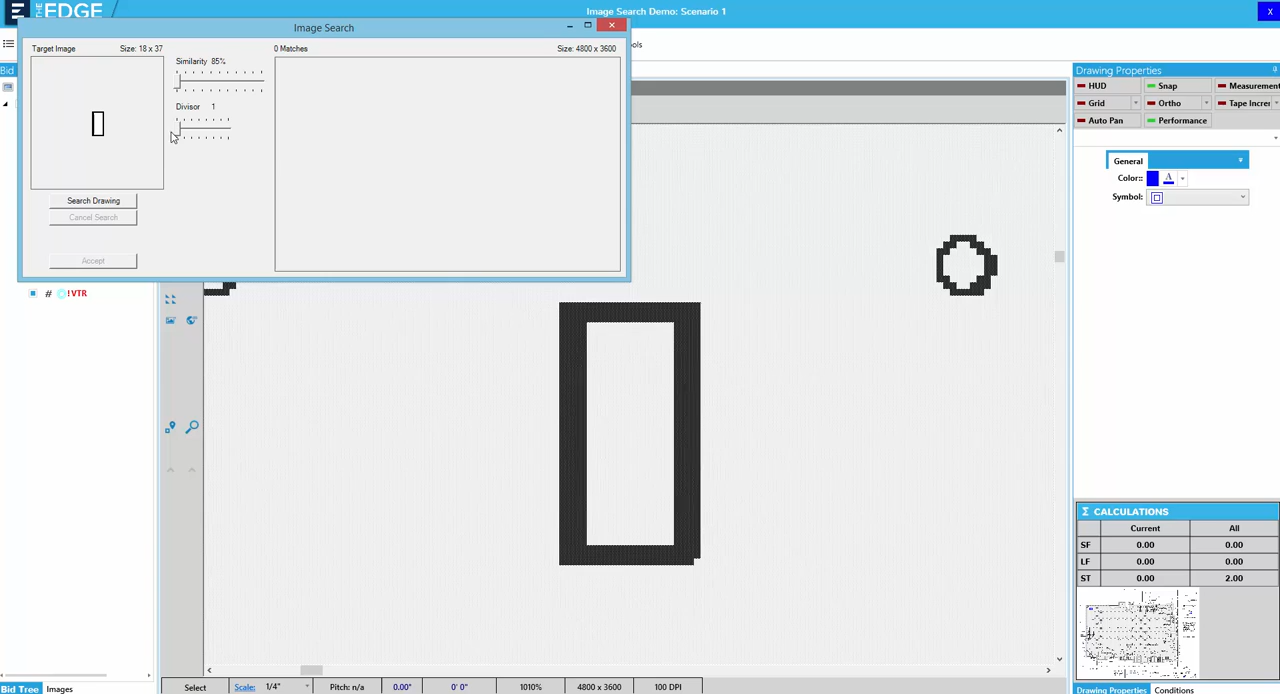 THE EDGE
Image Search Demo: Scenario 1
X
Image Search
Target Image
Size: 18 x 37
Similarity 85%
Divisor 1
0 Matches
Size: 4800 x 3600
Search Drawing
Cancel Search
Accept
ols
Bid
# !VTR
Drawing Properties
HUD
Snap
Measurement
Grid
Ortho
Tape Increr
Auto Pan
Performance
General
Color::
A
Symbol:
Σ CALCULATIONS
Current All
SF 0.00 0.00
LF 0.00 0.00
ST 0.00 2.00
Select
Scale: 1/4"
Pitch: n/a
0.00°
0' 0"
1010%
4800 x 3600
100 DPI
Bid Tree
Images
Drawing Properties
Conditions